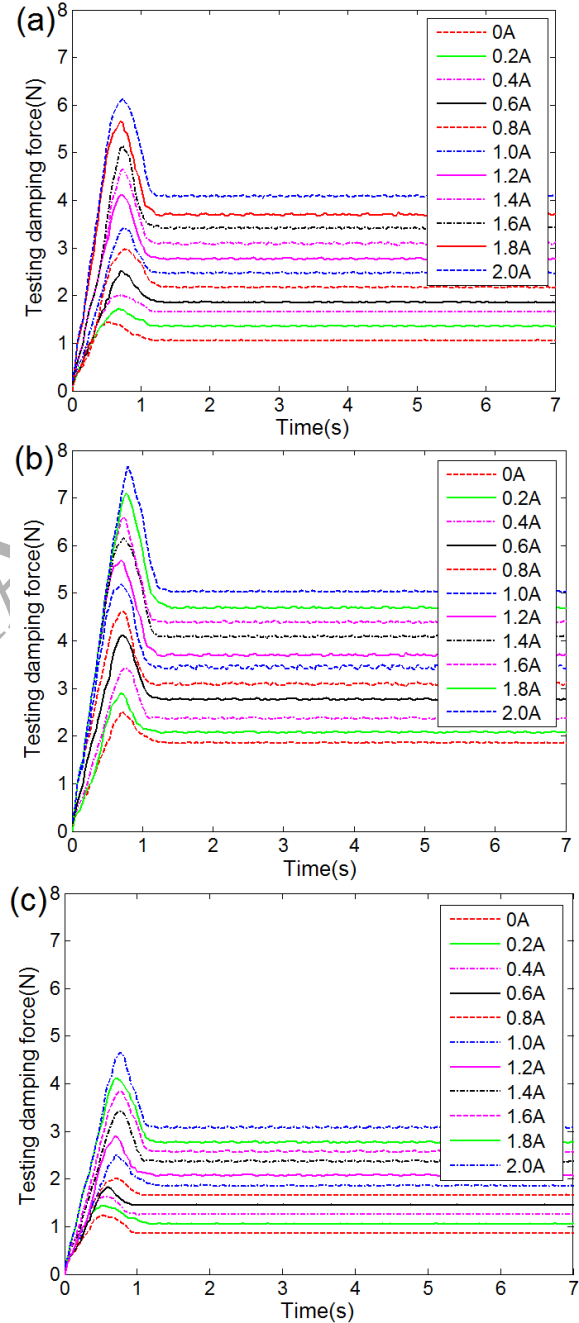 (a)
Testing damping force(N)
8
7
6
5
4
3
2
1
0
0 1 2 3 4 5 6 7
Time(s)
0A
0.2A
0.4A
0.6A
0.8A
1.0A
1.2A
1.4A
1.6A
1.8A
2.0A
(b)
Testing damping force(N)
8
7
6
5
4
3
2
1
0
0 1 2 3 4 5 6 7
Time(s)
0A
0.2A
0.4A
0.6A
0.8A
1.0A
1.2A
1.4A
1.6A
1.8A
2.0A
(c)
Testing damping force(N)
8
7
6
5
4
3
2
1
0
0 1 2 3 4 5 6 7
Time(s)
0A
0.2A
0.4A
0.6A
0.8A
1.0A
1.2A
1.4A
1.6A
1.8A
2.0A